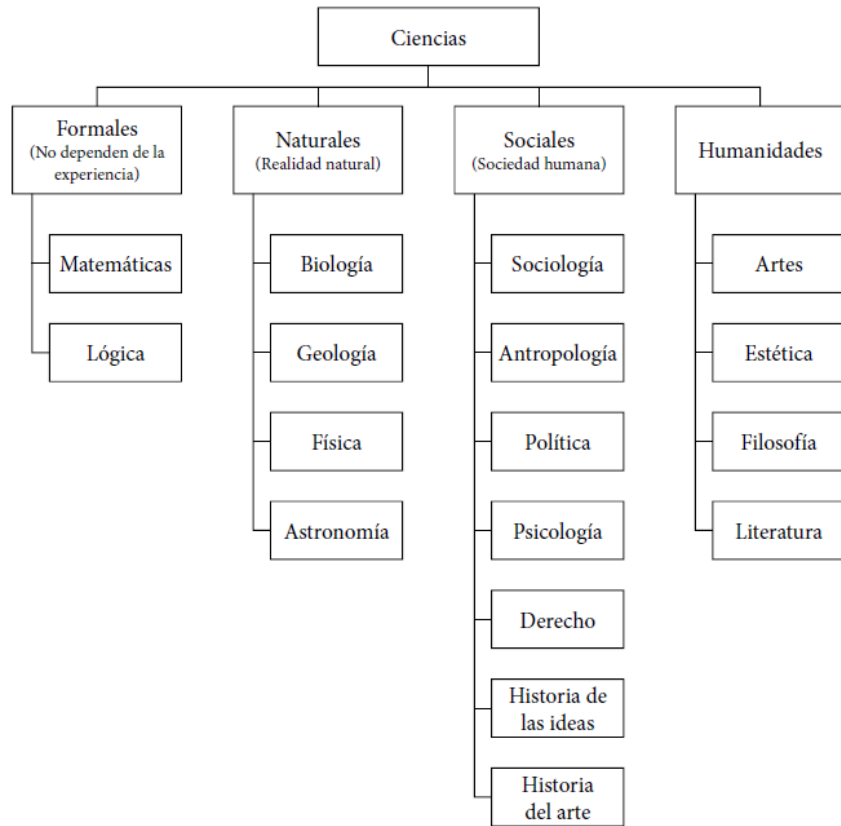 Ciencias
Formales
(No dependen de la
experiencia)
Matemáticas
Lógica
Naturales
(Realidad natural)
Biología
Geología
Física
Astronomía
Sociales
(Sociedad humana)
Sociología
Antropología
Política
Psicología
Derecho
Historia de
las ideas
Historia
del arte
Humanidades
Artes
Estética
Filosofía
Literatura